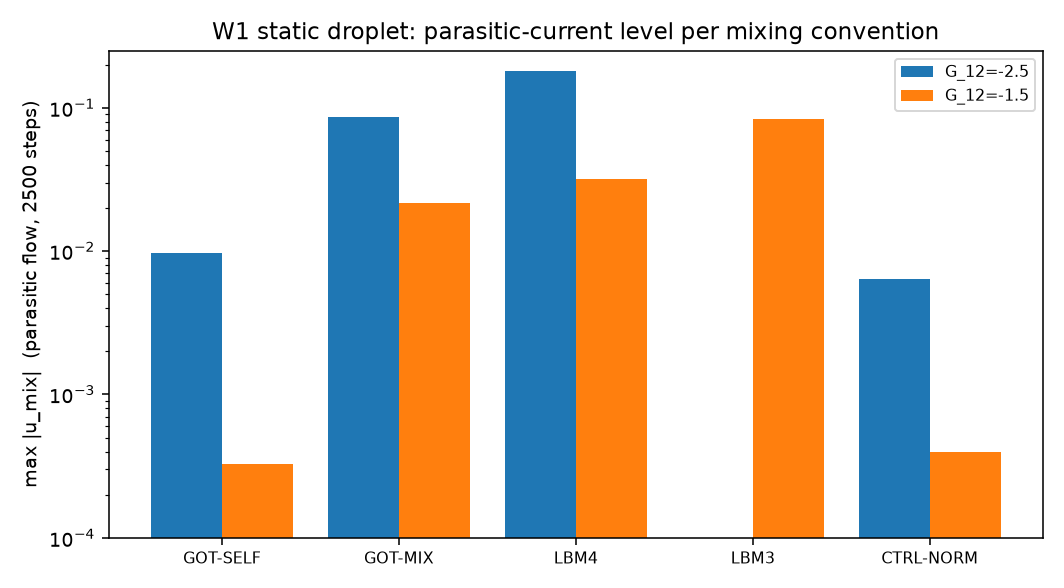 W1 static droplet: parasitic-current level per mixing convention
G_12=-2.5
G_12=-1.5
max |u_mix|  (parasitic flow, 2500 steps)
10⁻¹
10⁻²
10⁻³
10⁻⁴
GOT-SELF
GOT-MIX
LBM4
LBM3
CTRL-NORM